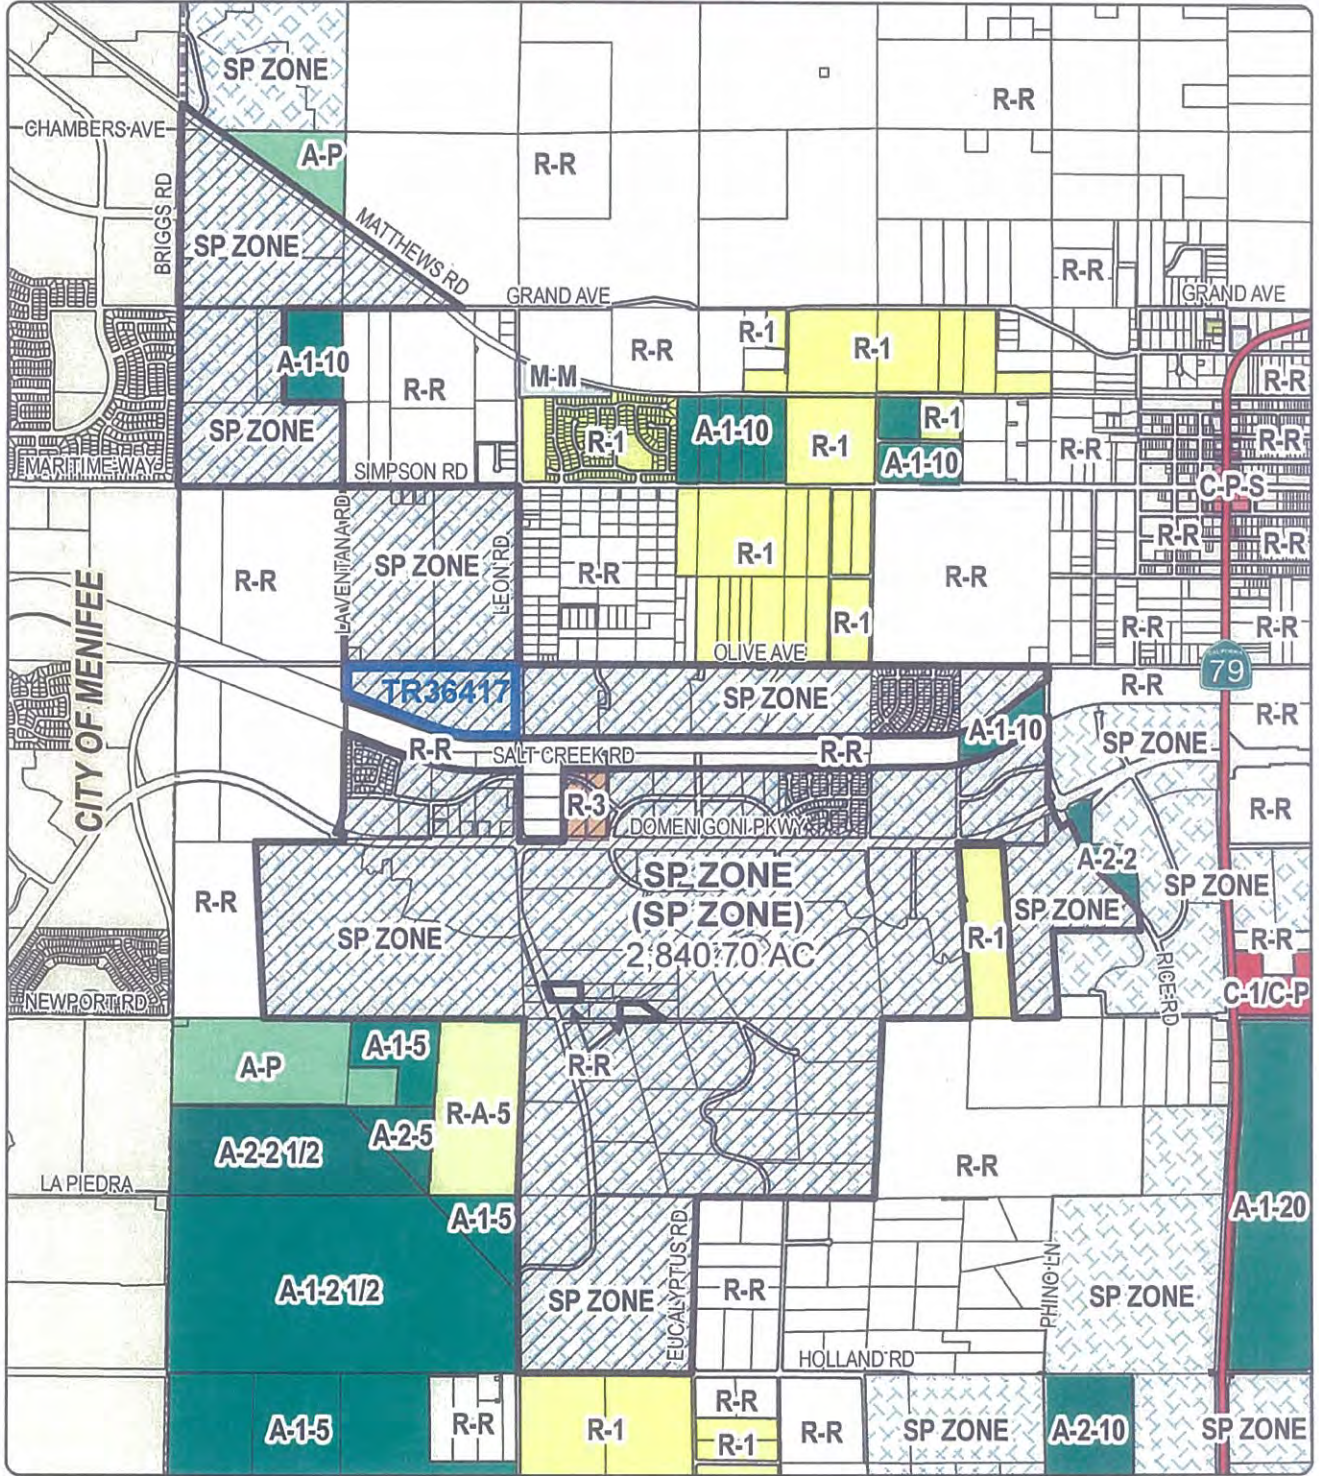 SP ZONE
R-R
CHAMBERS AVE
A-P
R-R
BRIGGS RD
MATTHEWS RD
SP ZONE
R-R
GRAND AVE
GRAND AVE
R-1
R-R
R-1
A-1-10
R-R
M-M
R-R
SP ZONE
R-1
A-1-10
R-1
R-1
R-R
R-R
MARITIME WAY
SIMPSON RD
A-1-10
C-P-S
LA VENTANA RD
SP ZONE
LEON RD
R-1
R-R
R-R
R-R
R-R
R-R
CITY OF MENIFEE
R-1
R-R
R-R
OLIVE AVE
CALIFORNIA
79
TR36417
SP ZONE
R-R
R-R
A-1-10
R-R
SALT CREEK RD
R-R
SP ZONE
R-3
R-R
DOMENIGONI PKWY
A-2-2
SP ZONE
(SP ZONE)
2,840.70 AC
R-R
SP ZONE
SP ZONE
SP ZONE
R-1
R-R
RICE RD
NEWPORT RD
C-1/C-P
A-P
A-1-5
R-R
R-A-5
A-2-5
A-2-2 1/2
R-R
LA PIEDRA
A-1-5
A-1-20
EUCALYPTUS RD
PHINO LN
A-1-2 1/2
SP ZONE
R-R
SP ZONE
HOLLAND RD
A-1-5
R-R
R-1
R-R
R-1
R-R
SP ZONE
A-2-10
SP ZONE